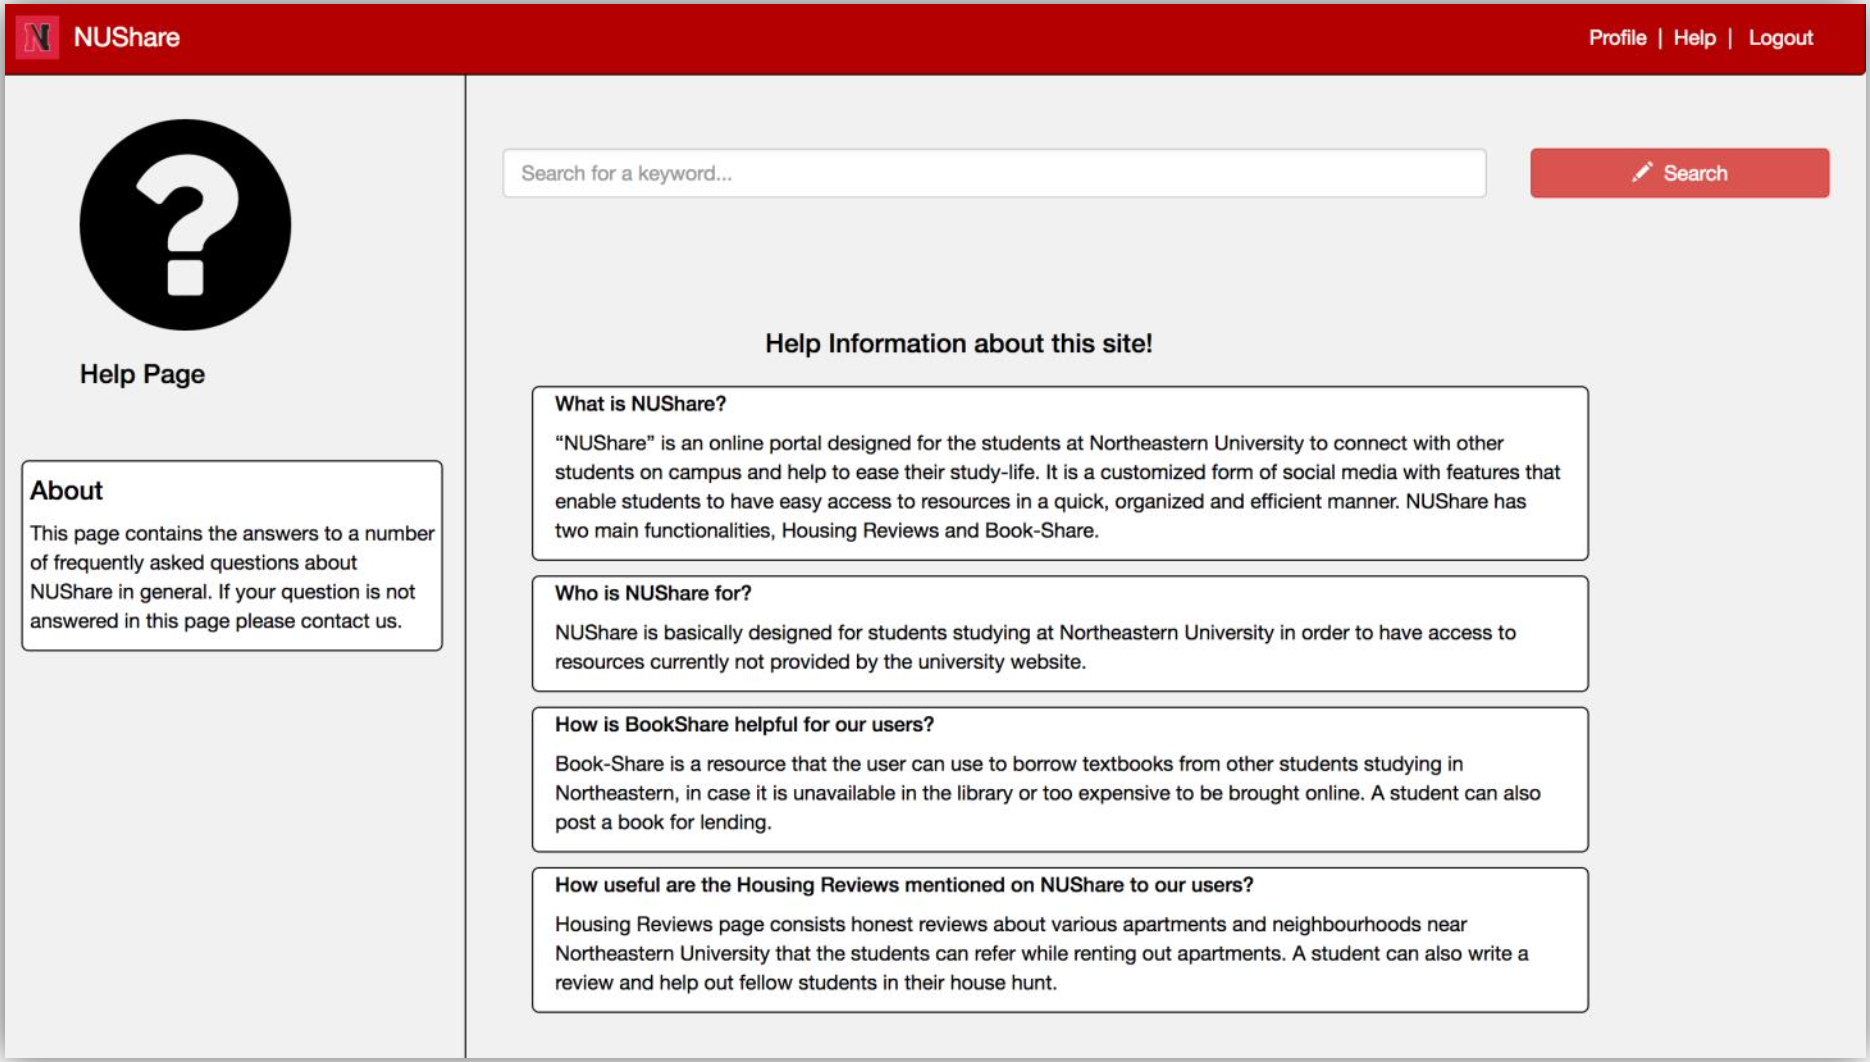 N NUShare
Profile | Help | Logout
?
Help Page
About
This page contains the answers to a number
of frequently asked questions about
NUShare in general. If your question is not
answered in this page please contact us.
Search for a keyword...
Search
Help Information about this site!
What is NUShare?
“NUShare” is an online portal designed for the students at Northeastern University to connect with other
students on campus and help to ease their study-life. It is a customized form of social media with features that
enable students to have easy access to resources in a quick, organized and efficient manner. NUShare has
two main functionalities, Housing Reviews and Book-Share.
Who is NUShare for?
NUShare is basically designed for students studying at Northeastern University in order to have access to
resources currently not provided by the university website.
How is BookShare helpful for our users?
Book-Share is a resource that the user can use to borrow textbooks from other students studying in
Northeastern, in case it is unavailable in the library or too expensive to be brought online. A student can also
post a book for lending.
How useful are the Housing Reviews mentioned on NUShare to our users?
Housing Reviews page consists honest reviews about various apartments and neighbourhoods near
Northeastern University that the students can refer while renting out apartments. A student can also write a
review and help out fellow students in their house hunt.